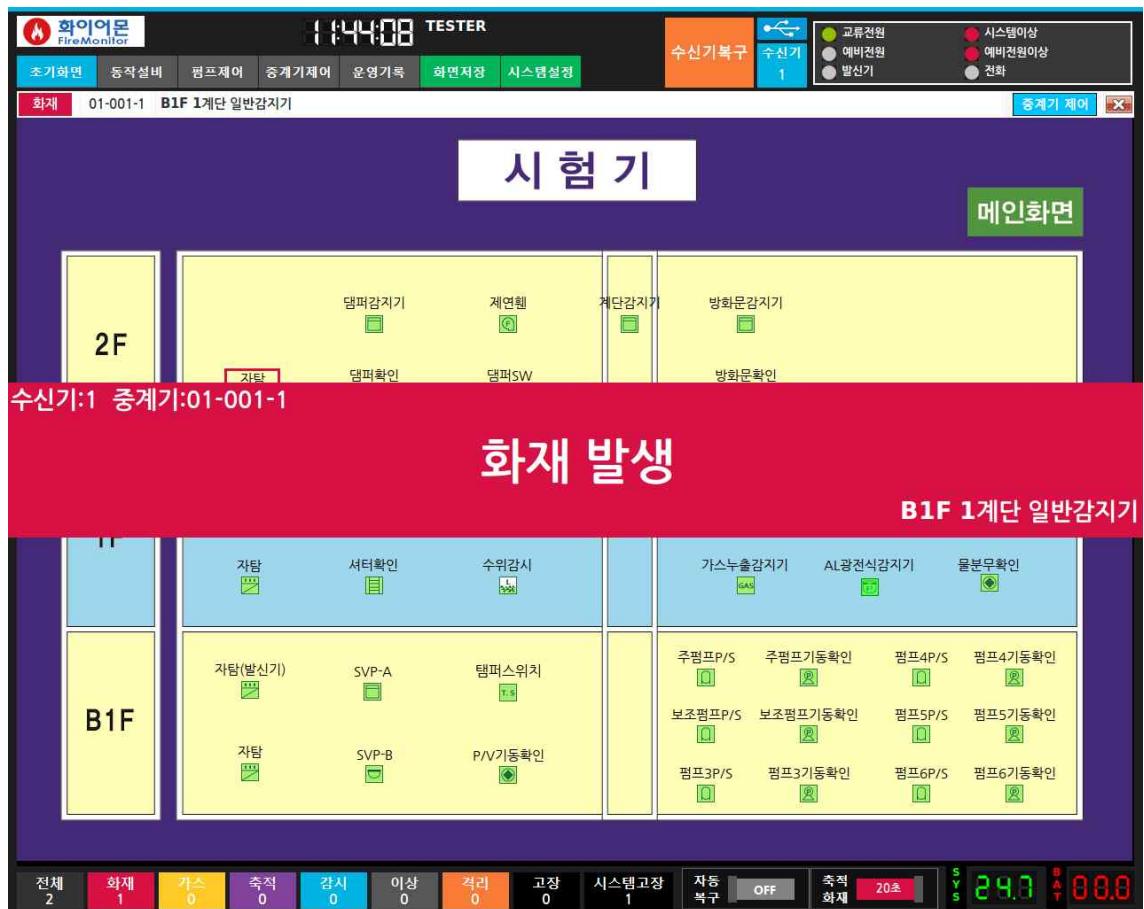 화이어몬
FireMonitor
11:44:08
TESTER
수신기복구
수신기
1
교류전원
예비전원
발신기
시스템이상
예비전원이상
전화
초기화면 동작설비 펌프제어 중계기제어 운영기록 화면저장 시스템설정
화재 01-001-1 B1F 1계단 일반감지기
중계기 제어
시 험 기
메인화면
2F
댐퍼감지기 제연휀 계단감지기 방화문감지기
자탐 댐퍼확인 댐퍼SW 방화문확인
수신기:1 중계기:01-001-1
화재 발생
B1F 1계단 일반감지기
자탐 셔터확인 수위감시 가스누출감지기 AL광전식감지기 물분무확인
GAS
B1F
자탐(발신기) SVP-A 탬퍼스위치
T.S
자탐 SVP-B P/V기동확인
주펌프P/S 주펌프기동확인 펌프4P/S 펌프4기동확인
보조펌프P/S 보조펌프기동확인 펌프5P/S 펌프5기동확인
펌프3P/S 펌프3기동확인 펌프6P/S 펌프6기동확인
전체 화재 가스 축적 감시 이상 격리 고장 시스템고장
2 1 0 0 0 0 0 0 1
자동
복구
OFF
축적
화재
20초
SYS
24.7
BAT
00.0